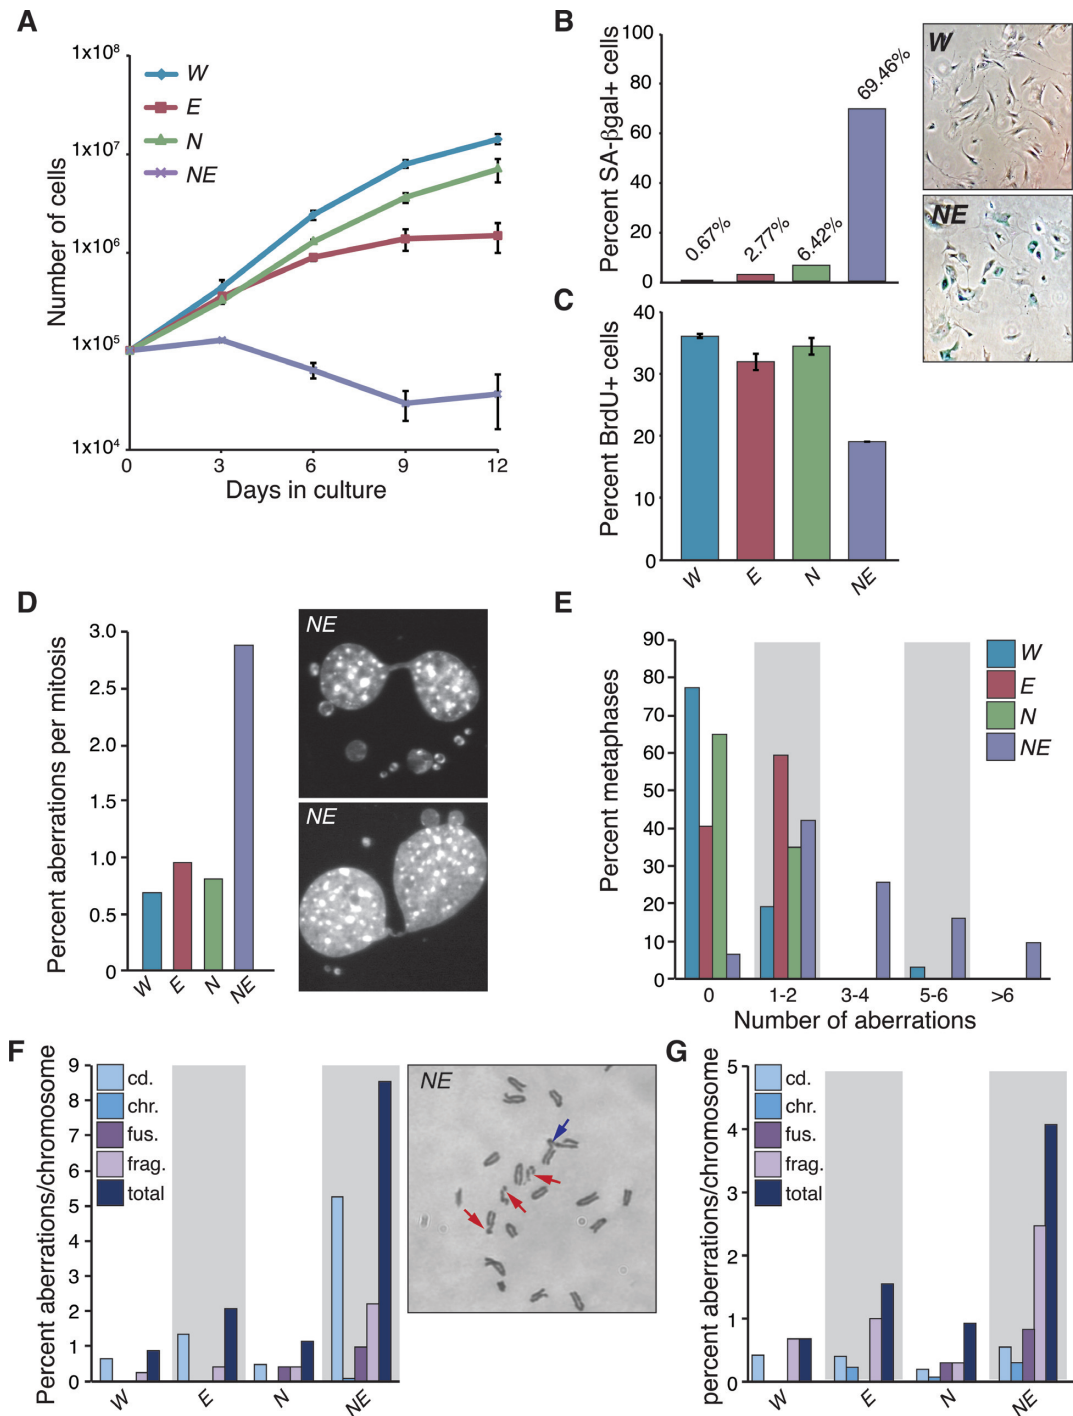 A
1x10⁸
1x10⁷
1x10⁶
1x10⁵
1x10⁴
Number of cells
W
E
N
NE
0
3
6
9
12
Days in culture
B
100
80
60
40
20
0
Percent SA-βgal+ cells
0.67%
2.77%
6.42%
69.46%
W
NE
C
40
30
20
10
0
Percent BrdU+ cells
W
E
N
NE
D
3.0
2.5
2.0
1.5
1.0
0.5
0
Percent aberrations per mitosis
W
E
N
NE
NE
NE
E
90
80
70
60
50
40
30
20
10
0
Percent metaphases
W
E
N
NE
0
1-2
3-4
5-6
>6
Number of aberrations
F
9
8
7
6
5
4
3
2
1
0
Percent aberrations/chromosome
cd.
chr.
fus.
frag.
total
W
E
N
NE
NE
G
5
4
3
2
1
0
percent aberrations/chromosome
cd.
chr.
fus.
frag.
total
W
E
N
NE